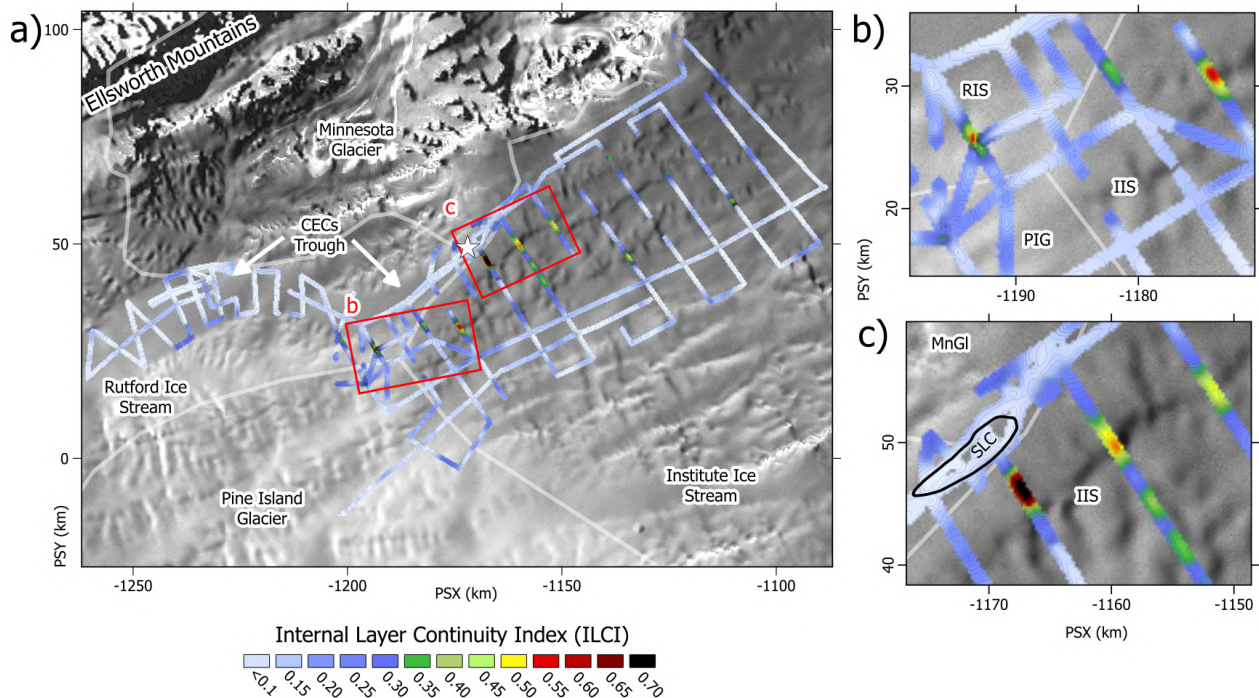 a)
100
50
0
PSY (km)
Ellsworth Mountains
Minnesota
Glacier
CECs
Trough
c
b
Rutford Ice
Stream
Pine Island
Glacier
Institute Ice
Stream
-1250
-1200
-1150
-1100
PSX (km)
b)
30
20
PSY (km)
RIS
IIS
PIG
-1190
-1180
c)
MnGl
50
40
SLC
IIS
-1170
-1160
-1150
PSX (km)
Internal Layer Continuity Index (ILCI)
<0.1
0.15
0.20
0.25
0.30
0.35
0.40
0.45
0.50
0.55
0.60
0.65
0.70